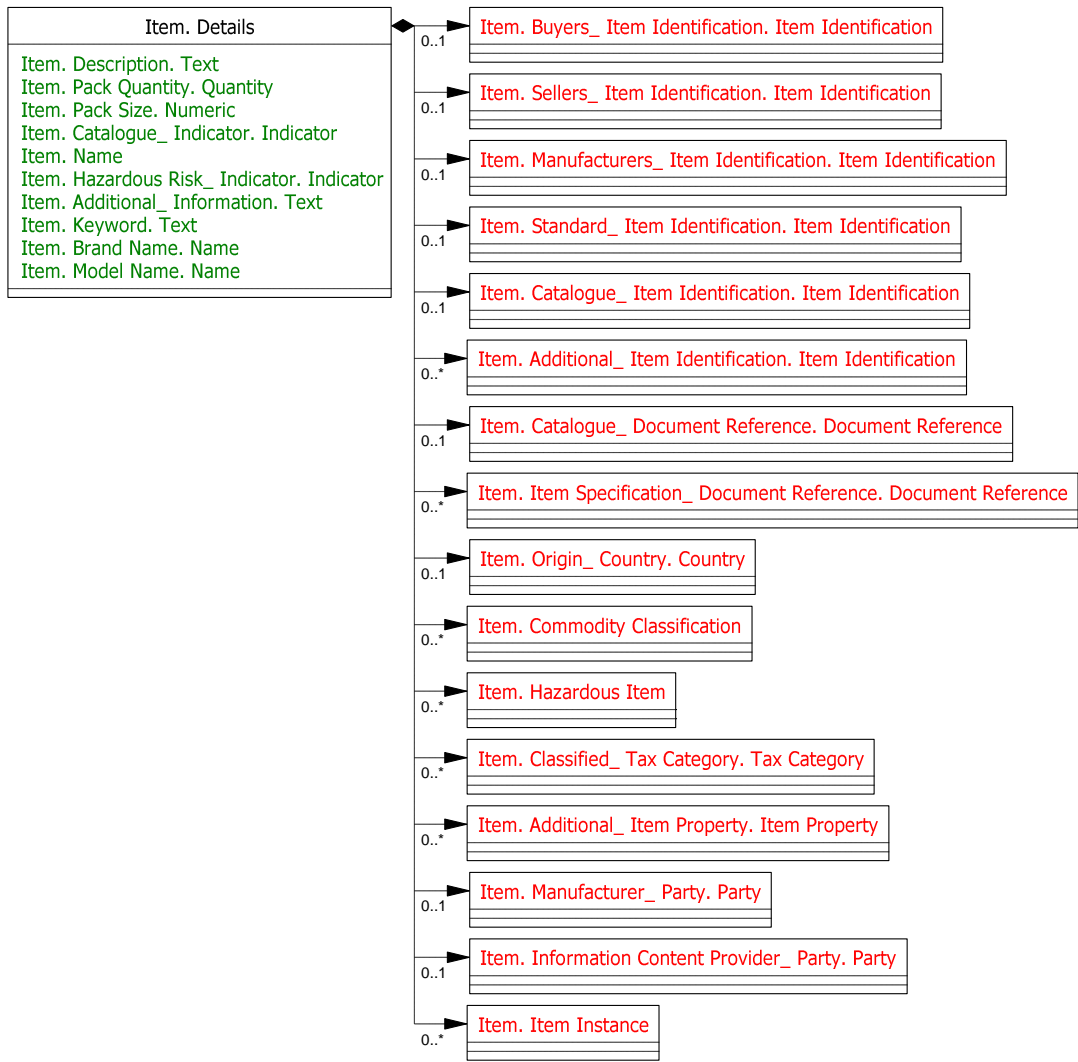 Item. Details
Item. Description. Text
Item. Pack Quantity. Quantity
Item. Pack Size. Numeric
Item. Catalogue_ Indicator. Indicator
Item. Name
Item. Hazardous Risk_ Indicator. Indicator
Item. Additional_ Information. Text
Item. Keyword. Text
Item. Brand Name. Name
Item. Model Name. Name
Item. Buyers_ Item Identification. Item Identification
0..1
Item. Sellers_ Item Identification. Item Identification
0..1
Item. Manufacturers_ Item Identification. Item Identification
0..1
Item. Standard_ Item Identification. Item Identification
0..1
Item. Catalogue_ Item Identification. Item Identification
0..1
Item. Additional_ Item Identification. Item Identification
0..*
Item. Catalogue_ Document Reference. Document Reference
0..1
Item. Item Specification_ Document Reference. Document Reference
0..*
Item. Origin_ Country. Country
0..1
Item. Commodity Classification
0..*
Item. Hazardous Item
0..*
Item. Classified_ Tax Category. Tax Category
0..*
Item. Additional_ Item Property. Item Property
0..*
Item. Manufacturer_ Party. Party
0..1
Item. Information Content Provider_ Party. Party
0..1
Item. Item Instance
0..*